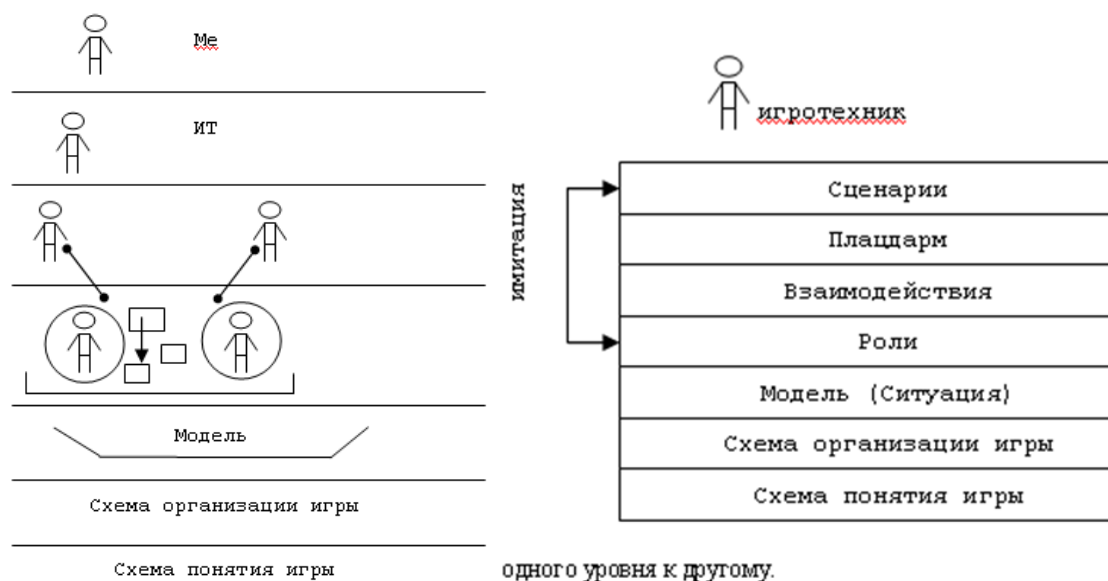 Ме
ИТ
Модель
Схема организации игры
Схема понятия игры
игротехник
имитация
Сценарии
Плацдарм
Взаимодействия
Роли
Модель (Ситуация)
Схема организации игры
Схема понятия игры
одного уровня к другому.